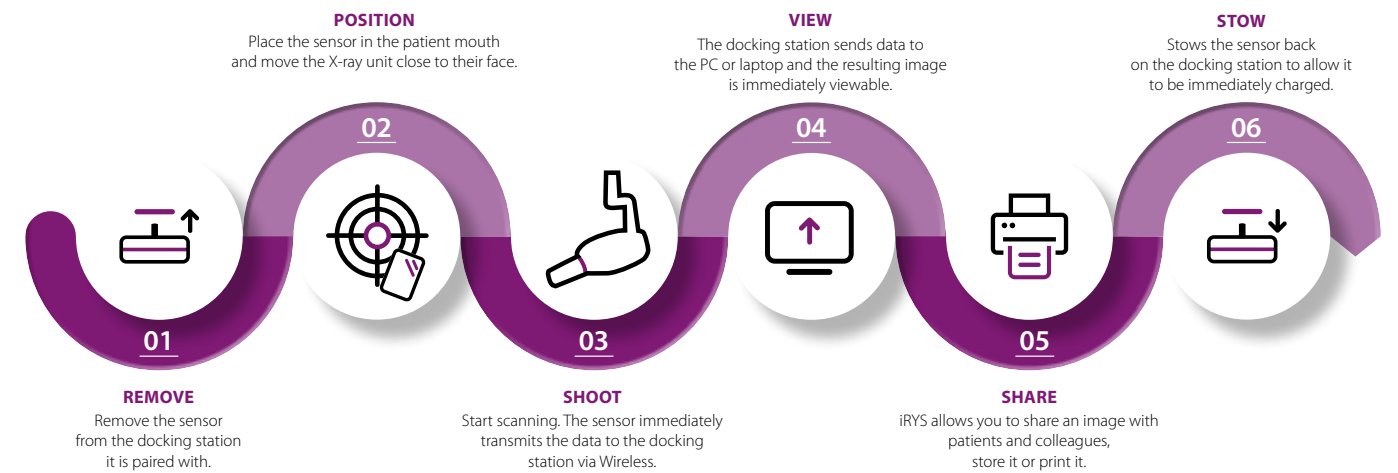 01
REMOVE
Remove the sensor
from the docking station
it is paired with.
POSITION
Place the sensor in the patient mouth
and move the X-ray unit close to their face.
02
03
SHOOT
Start scanning. The sensor immediately
transmits the data to the docking
station via Wireless.
VIEW
The docking station sends data to
the PC or laptop and the resulting image
is immediately viewable.
04
05
SHARE
iRYS allows you to share an image with
patients and colleagues,
store it or print it.
STOW
Stows the sensor back
on the docking station to allow it
to be immediately charged.
06